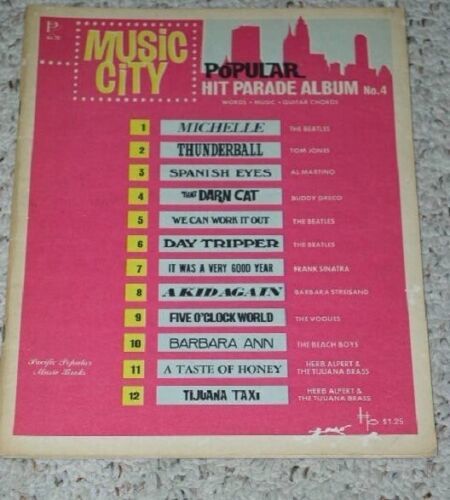 P
MUSIC
CITY
POPULAR
HIT PARADE ALBUM No. 4
WORDS • MUSIC • GUITAR CHORDS
1 MICHELLE THE BEATLES
2 THUNDERBALL TOM JONES
3 SPANISH EYES AL MARTINO
4 THAT DARN CAT BUDDY GRECO
5 WE CAN WORK IT OUT THE BEATLES
6 DAY TRIPPER THE BEATLES
7 IT WAS A VERY GOOD YEAR FRANK SINATRA
8 A KID AGAIN BARBARA STREISAND
9 FIVE O'CLOCK WORLD THE VOGUES
10 BARBARA ANN THE BEACH BOYS
11 A TASTE OF HONEY HERB ALPERT & THE TIJUANA BRASS
12 TIJUANA TAXI HERB ALPERT & THE TIJUANA BRASS
Pacific Popular
Music Books
$1.25